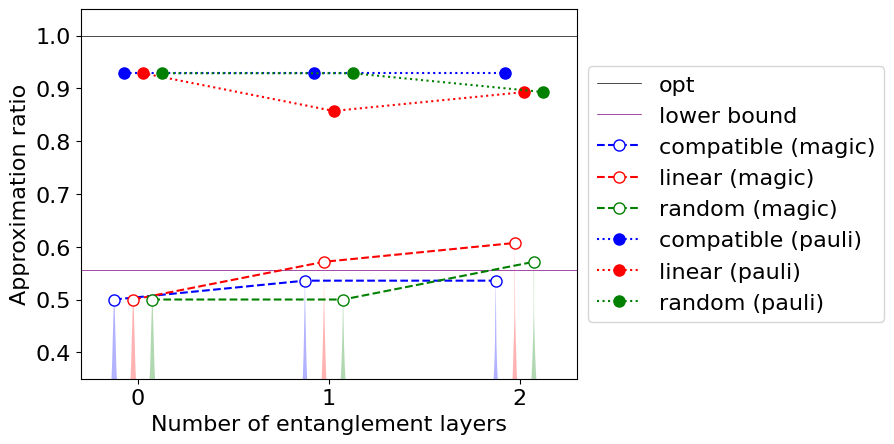 1.0
0.9
0.8
0.7
0.6
0.5
0.4
Approximation ratio
0
1
2
Number of entanglement layers
opt
lower bound
compatible (magic)
linear (magic)
random (magic)
compatible (pauli)
linear (pauli)
random (pauli)